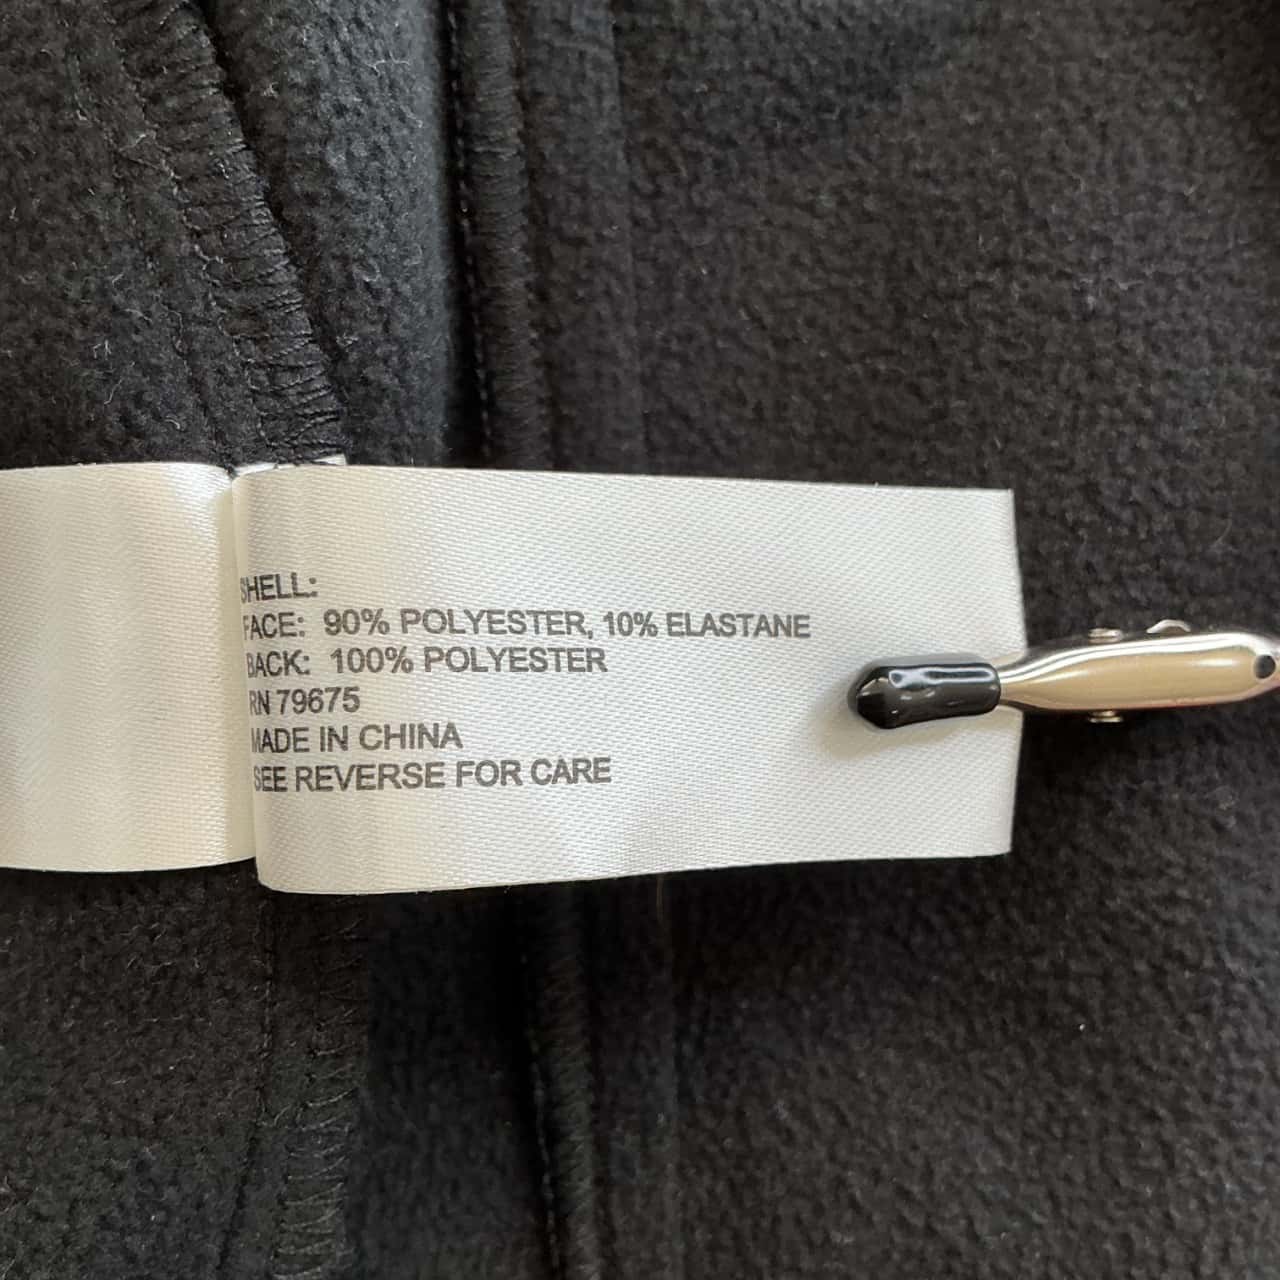 SHELL:
FACE: 90% POLYESTER, 10% ELASTANE
BACK: 100% POLYESTER
RN 79675
MADE IN CHINA
SEE REVERSE FOR CARE